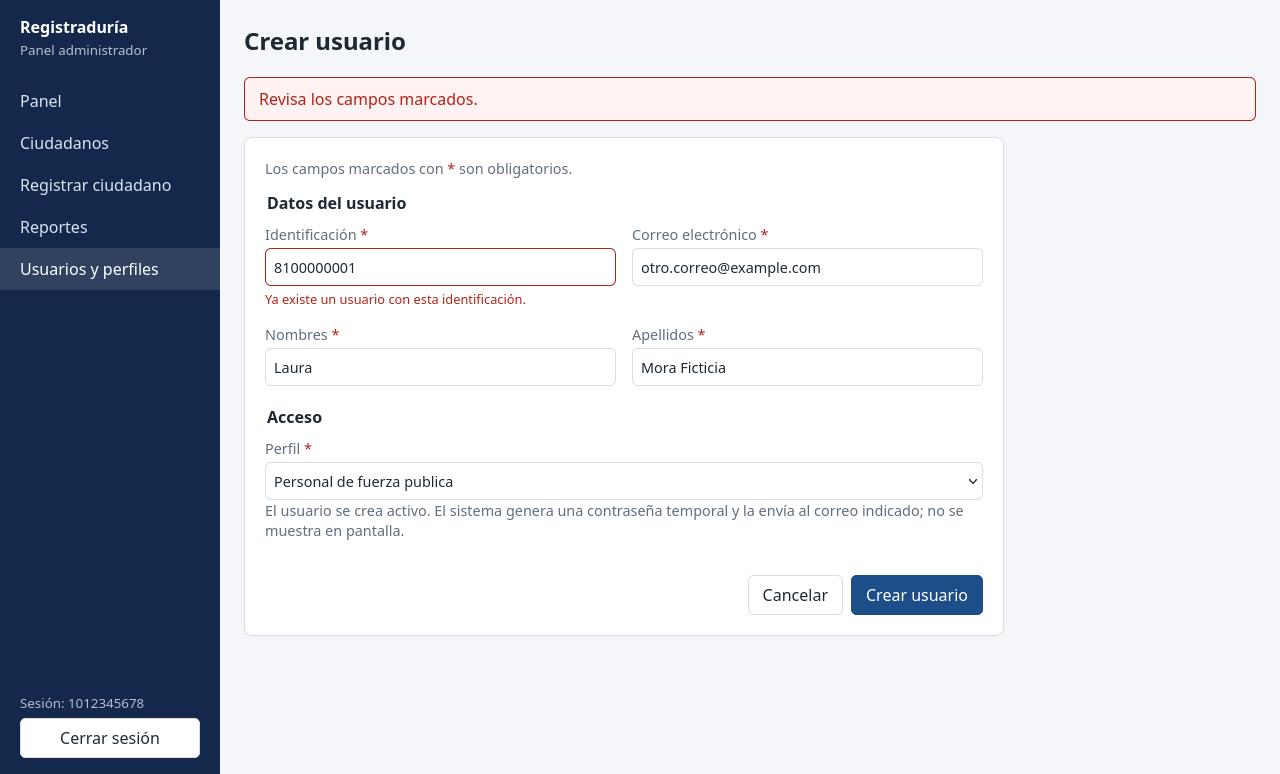 Registraduría
Panel administrador
Panel
Ciudadanos
Registrar ciudadano
Reportes
Usuarios y perfiles
Sesión: 1012345678
Cerrar sesión
Crear usuario
Revisa los campos marcados.
Los campos marcados con * son obligatorios.
Datos del usuario
Identificación *
8100000001
Ya existe un usuario con esta identificación.
Correo electrónico *
otro.correo@example.com
Nombres *
Laura
Apellidos *
Mora Ficticia
Acceso
Perfil *
Personal de fuerza publica
El usuario se crea activo. El sistema genera una contraseña temporal y la envía al correo indicado; no se
muestra en pantalla.
Cancelar
Crear usuario